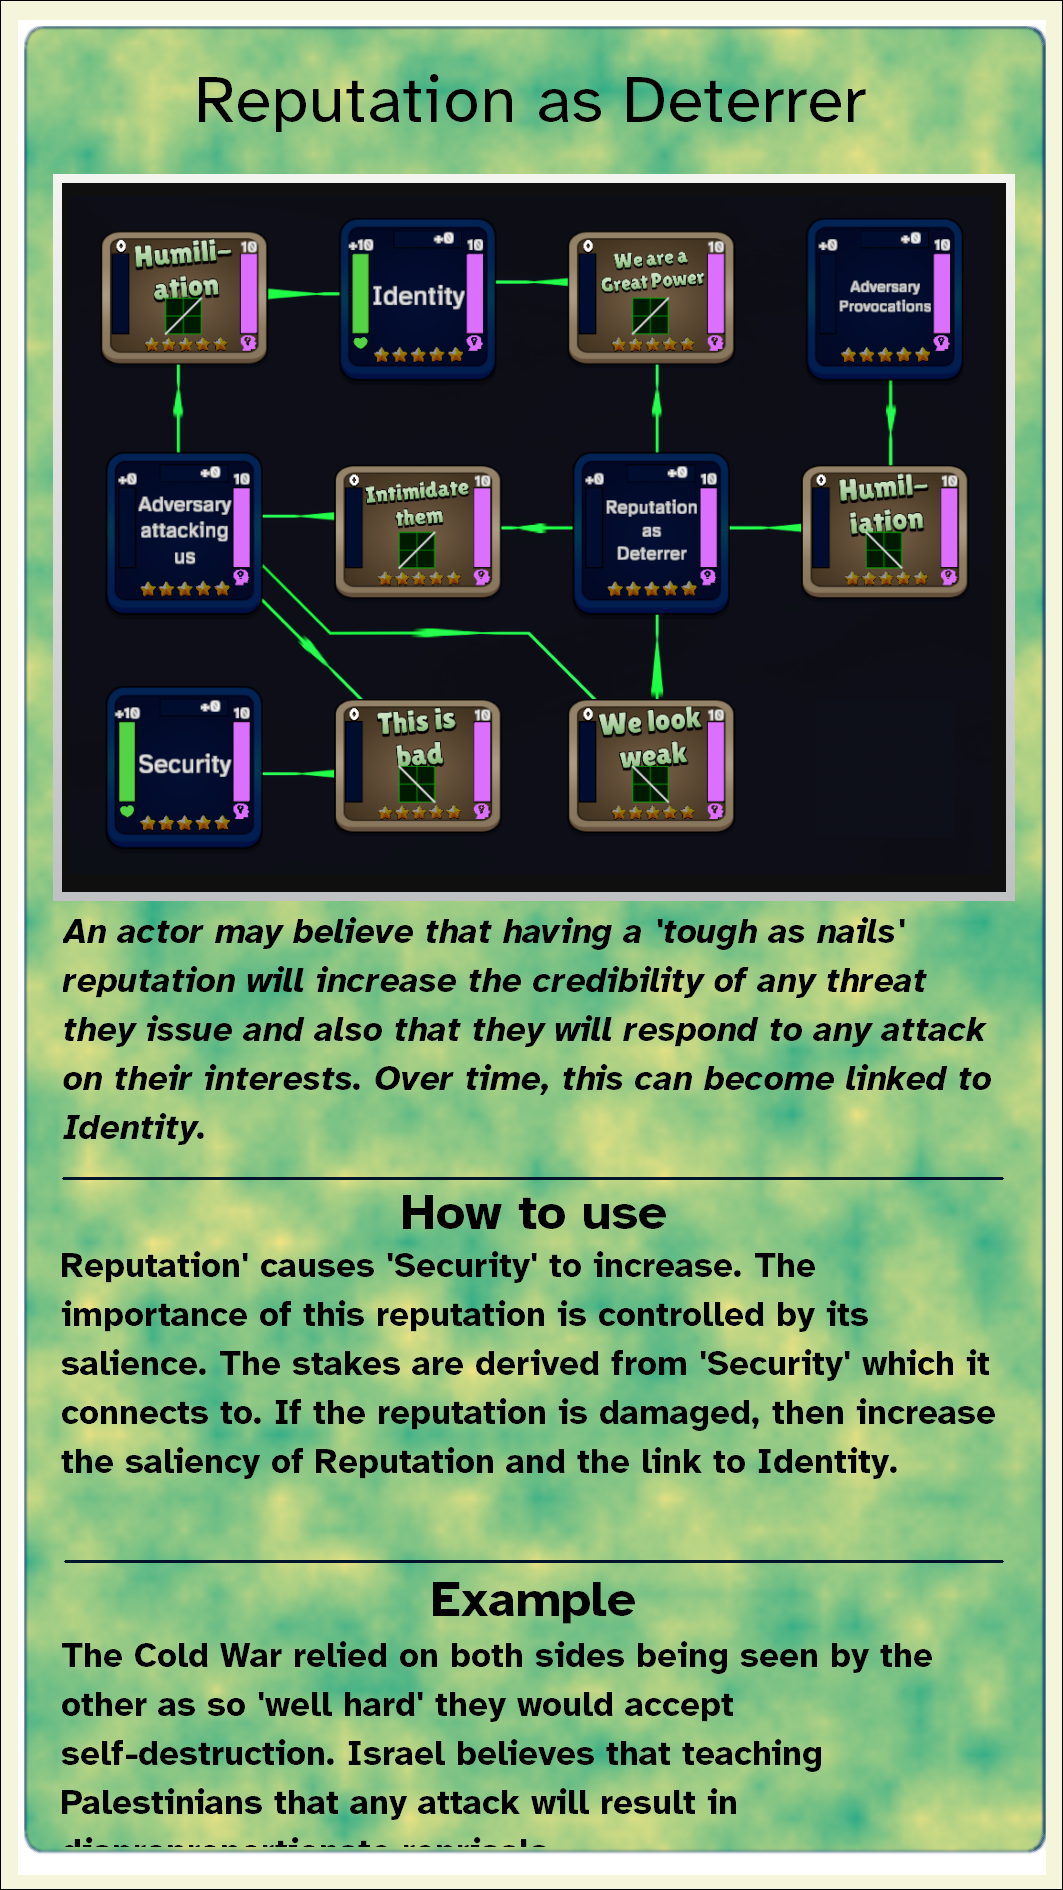 Reputation as Deterrer
0 Humili- 10
ation
+10 +0 10
Identity
0 We are a 10
Great Power
+0 +0 10
Adversary
Provocations
+0 +0 10
Adversary
attacking
us
0 Intimidate 10
them
+0 +0 10
Reputation
as
Deterrer
0 Humil- 10
iation
+10 +0 10
Security
0 This is 10
bad
0 We look 10
weak
An actor may believe that having a 'tough as nails'
reputation will increase the credibility of any threat
they issue and also that they will respond to any attack
on their interests. Over time, this can become linked to
Identity.
How to use
Reputation' causes 'Security' to increase. The
importance of this reputation is controlled by its
salience. The stakes are derived from 'Security' which it
connects to. If the reputation is damaged, then increase
the saliency of Reputation and the link to Identity.
Example
The Cold War relied on both sides being seen by the
other as so 'well hard' they would accept
self-destruction. Israel believes that teaching
Palestinians that any attack will result in